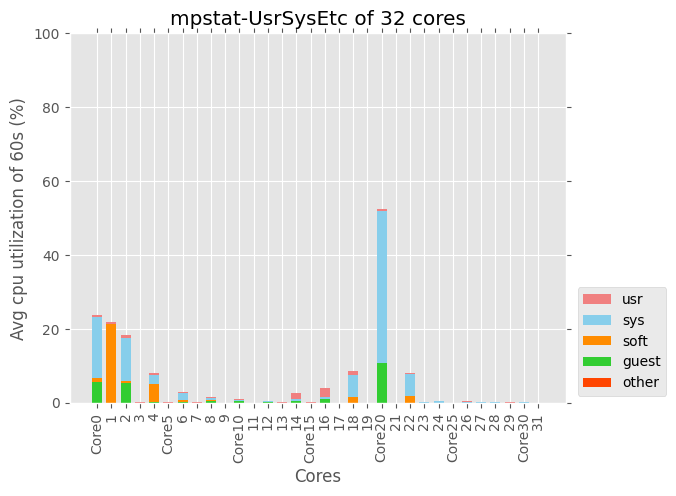 mpstat-UsrSysEtc of 32 cores
Avg cpu utilization of 60s (%)
100
80
60
40
20
0
Core0
1
2
3
4
Core5
6
7
8
9
Core10
11
12
13
14
Core15
16
17
18
19
Core20
21
22
23
24
Core25
26
27
28
29
Core30
31
Cores
usr
sys
soft
guest
other